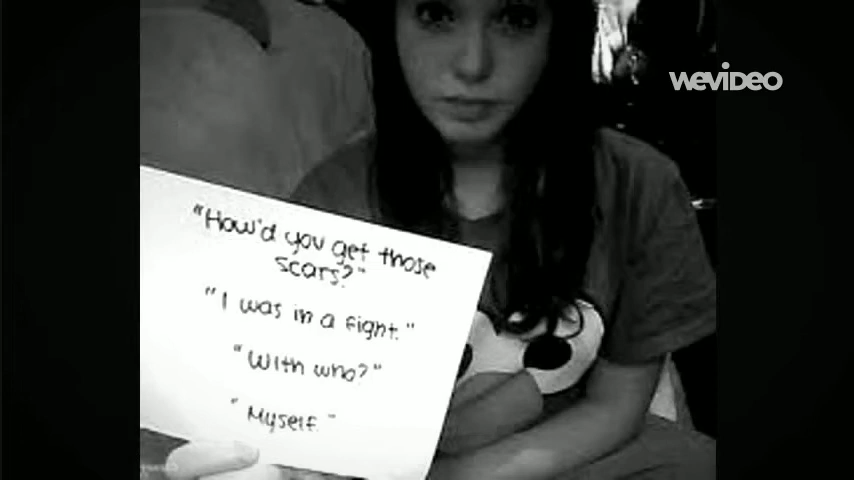 WEVIDEO
"How'd you get those
scars?"
"I was in a fight."
"With who?"
"Myself."